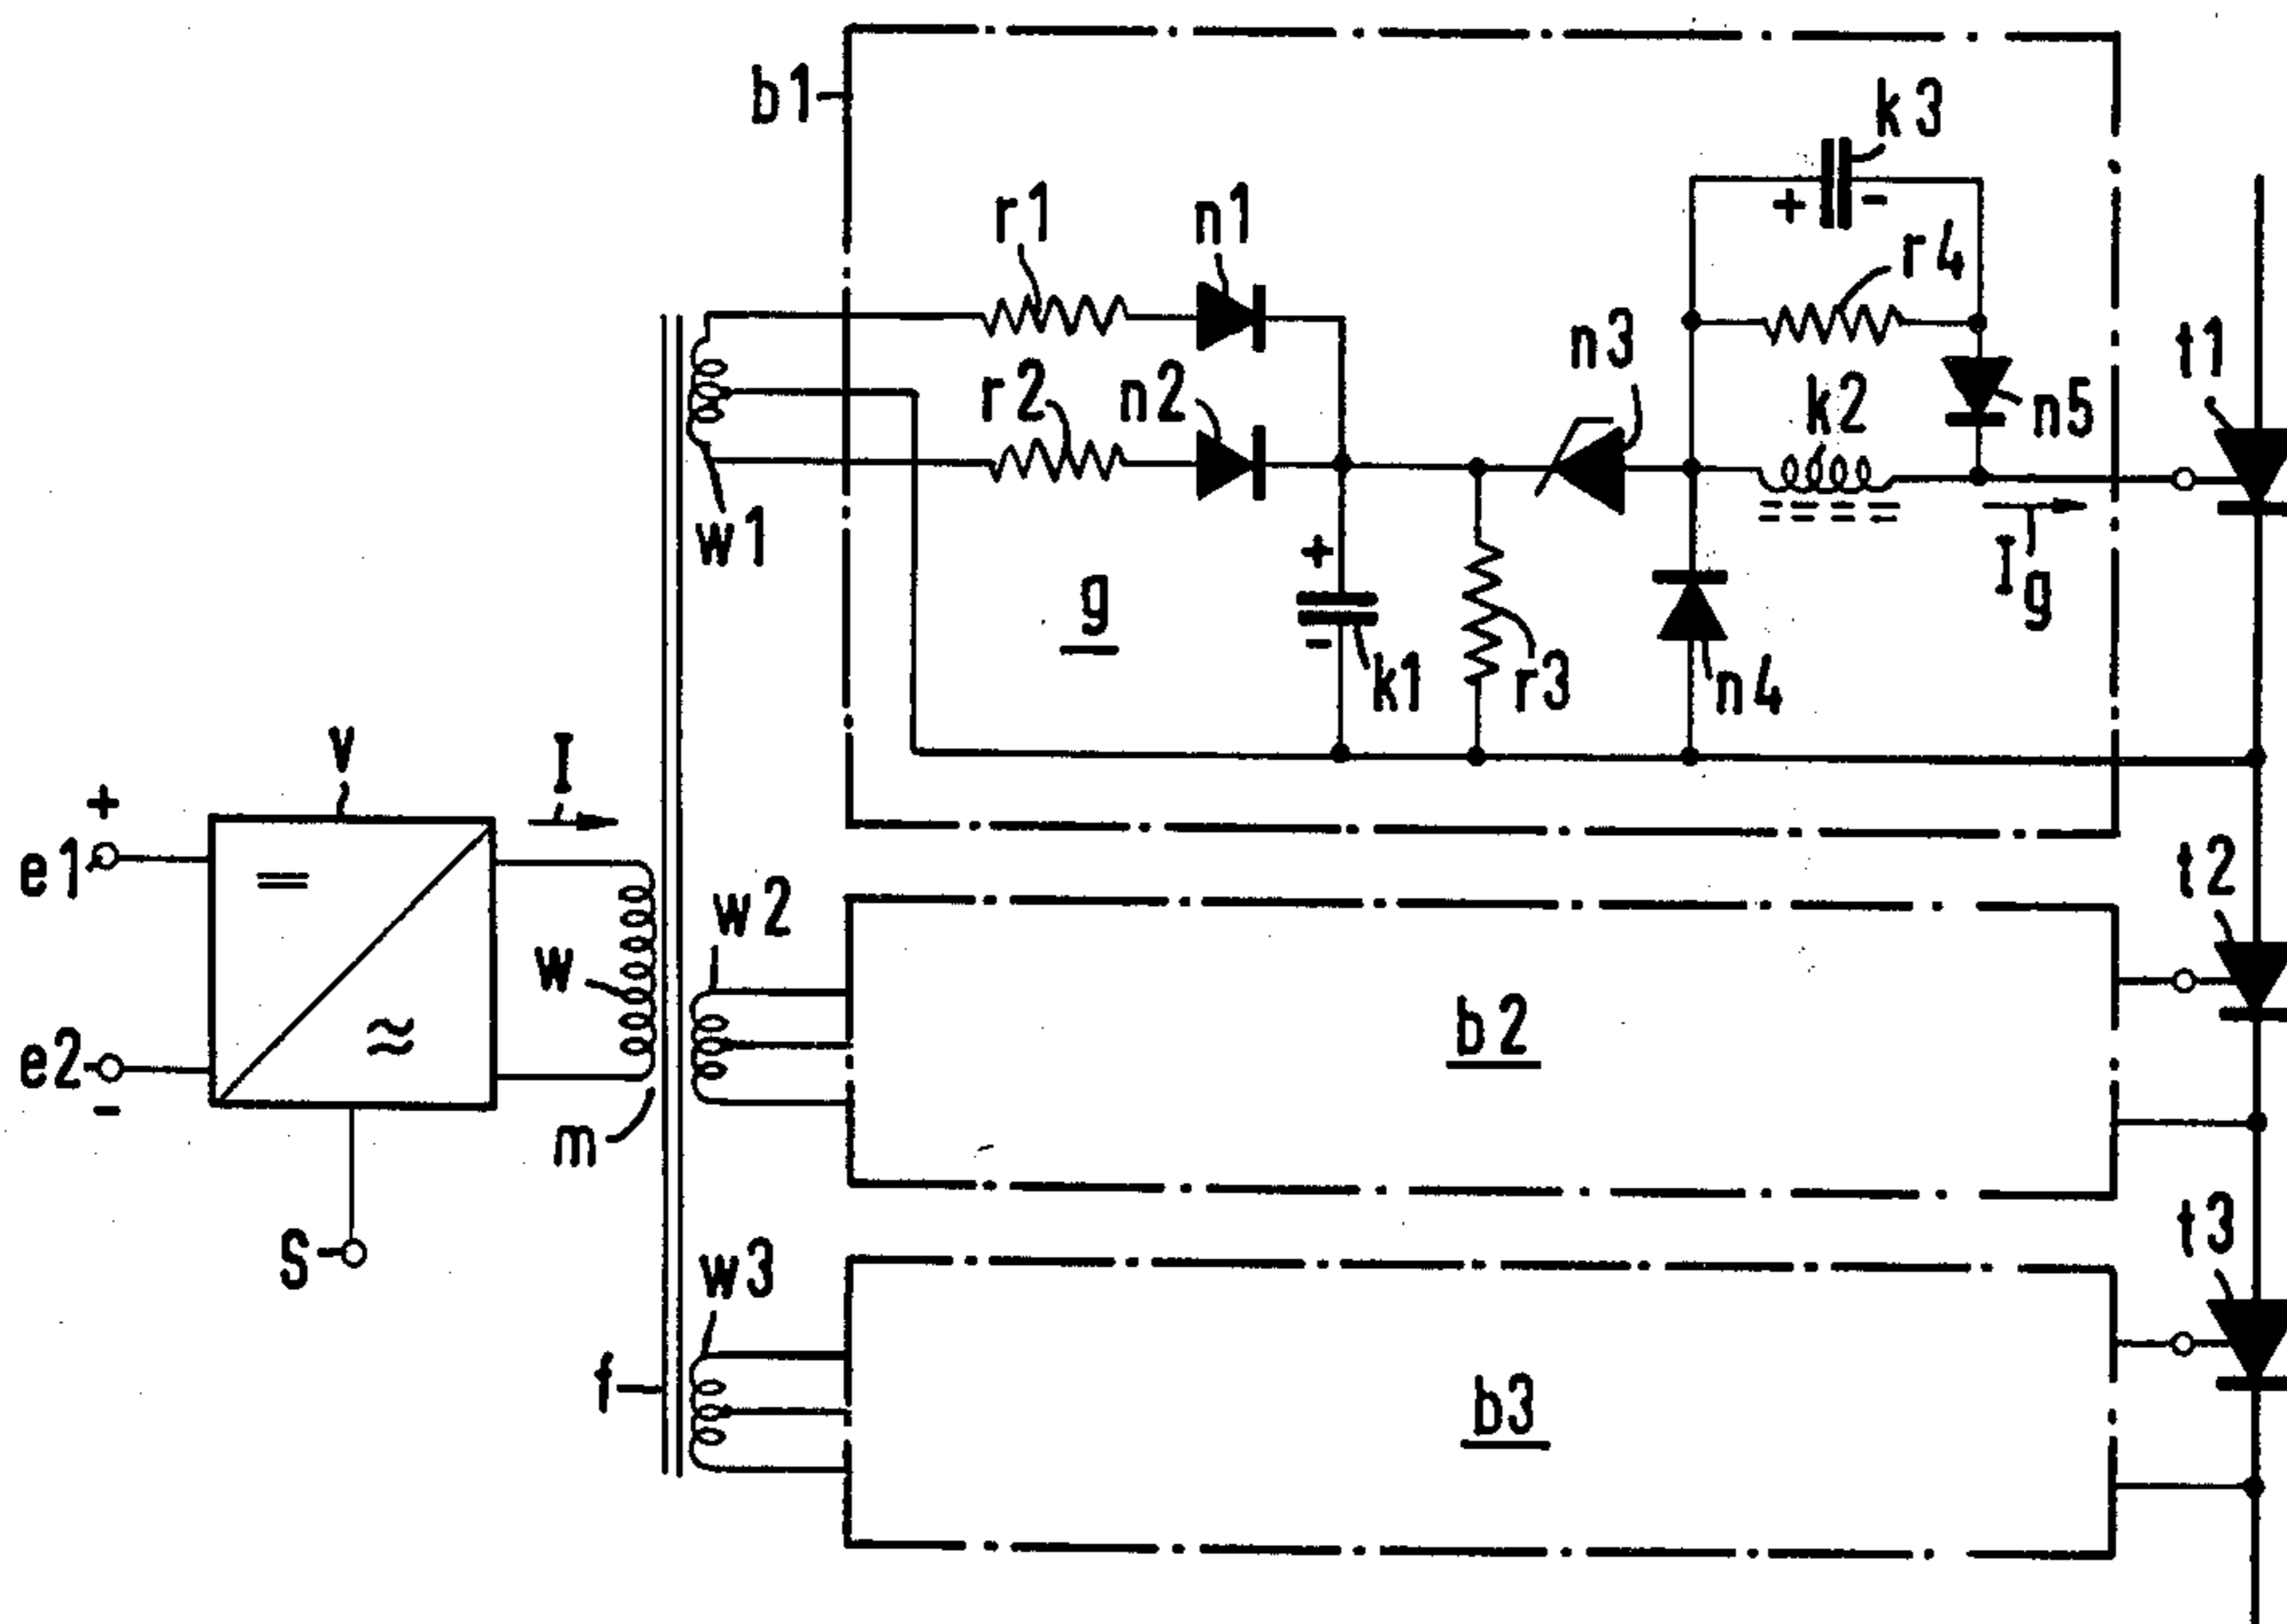 b1
k3
r1
n1
r4
n3
t1
r2
n2
k2
n5
w1
Ig
g
+ -
+
-
k1
r3
n4
v
I
+
e1
=
t2
w2
w
≈
b2
e2
-
m
S
w3
t3
f
b3